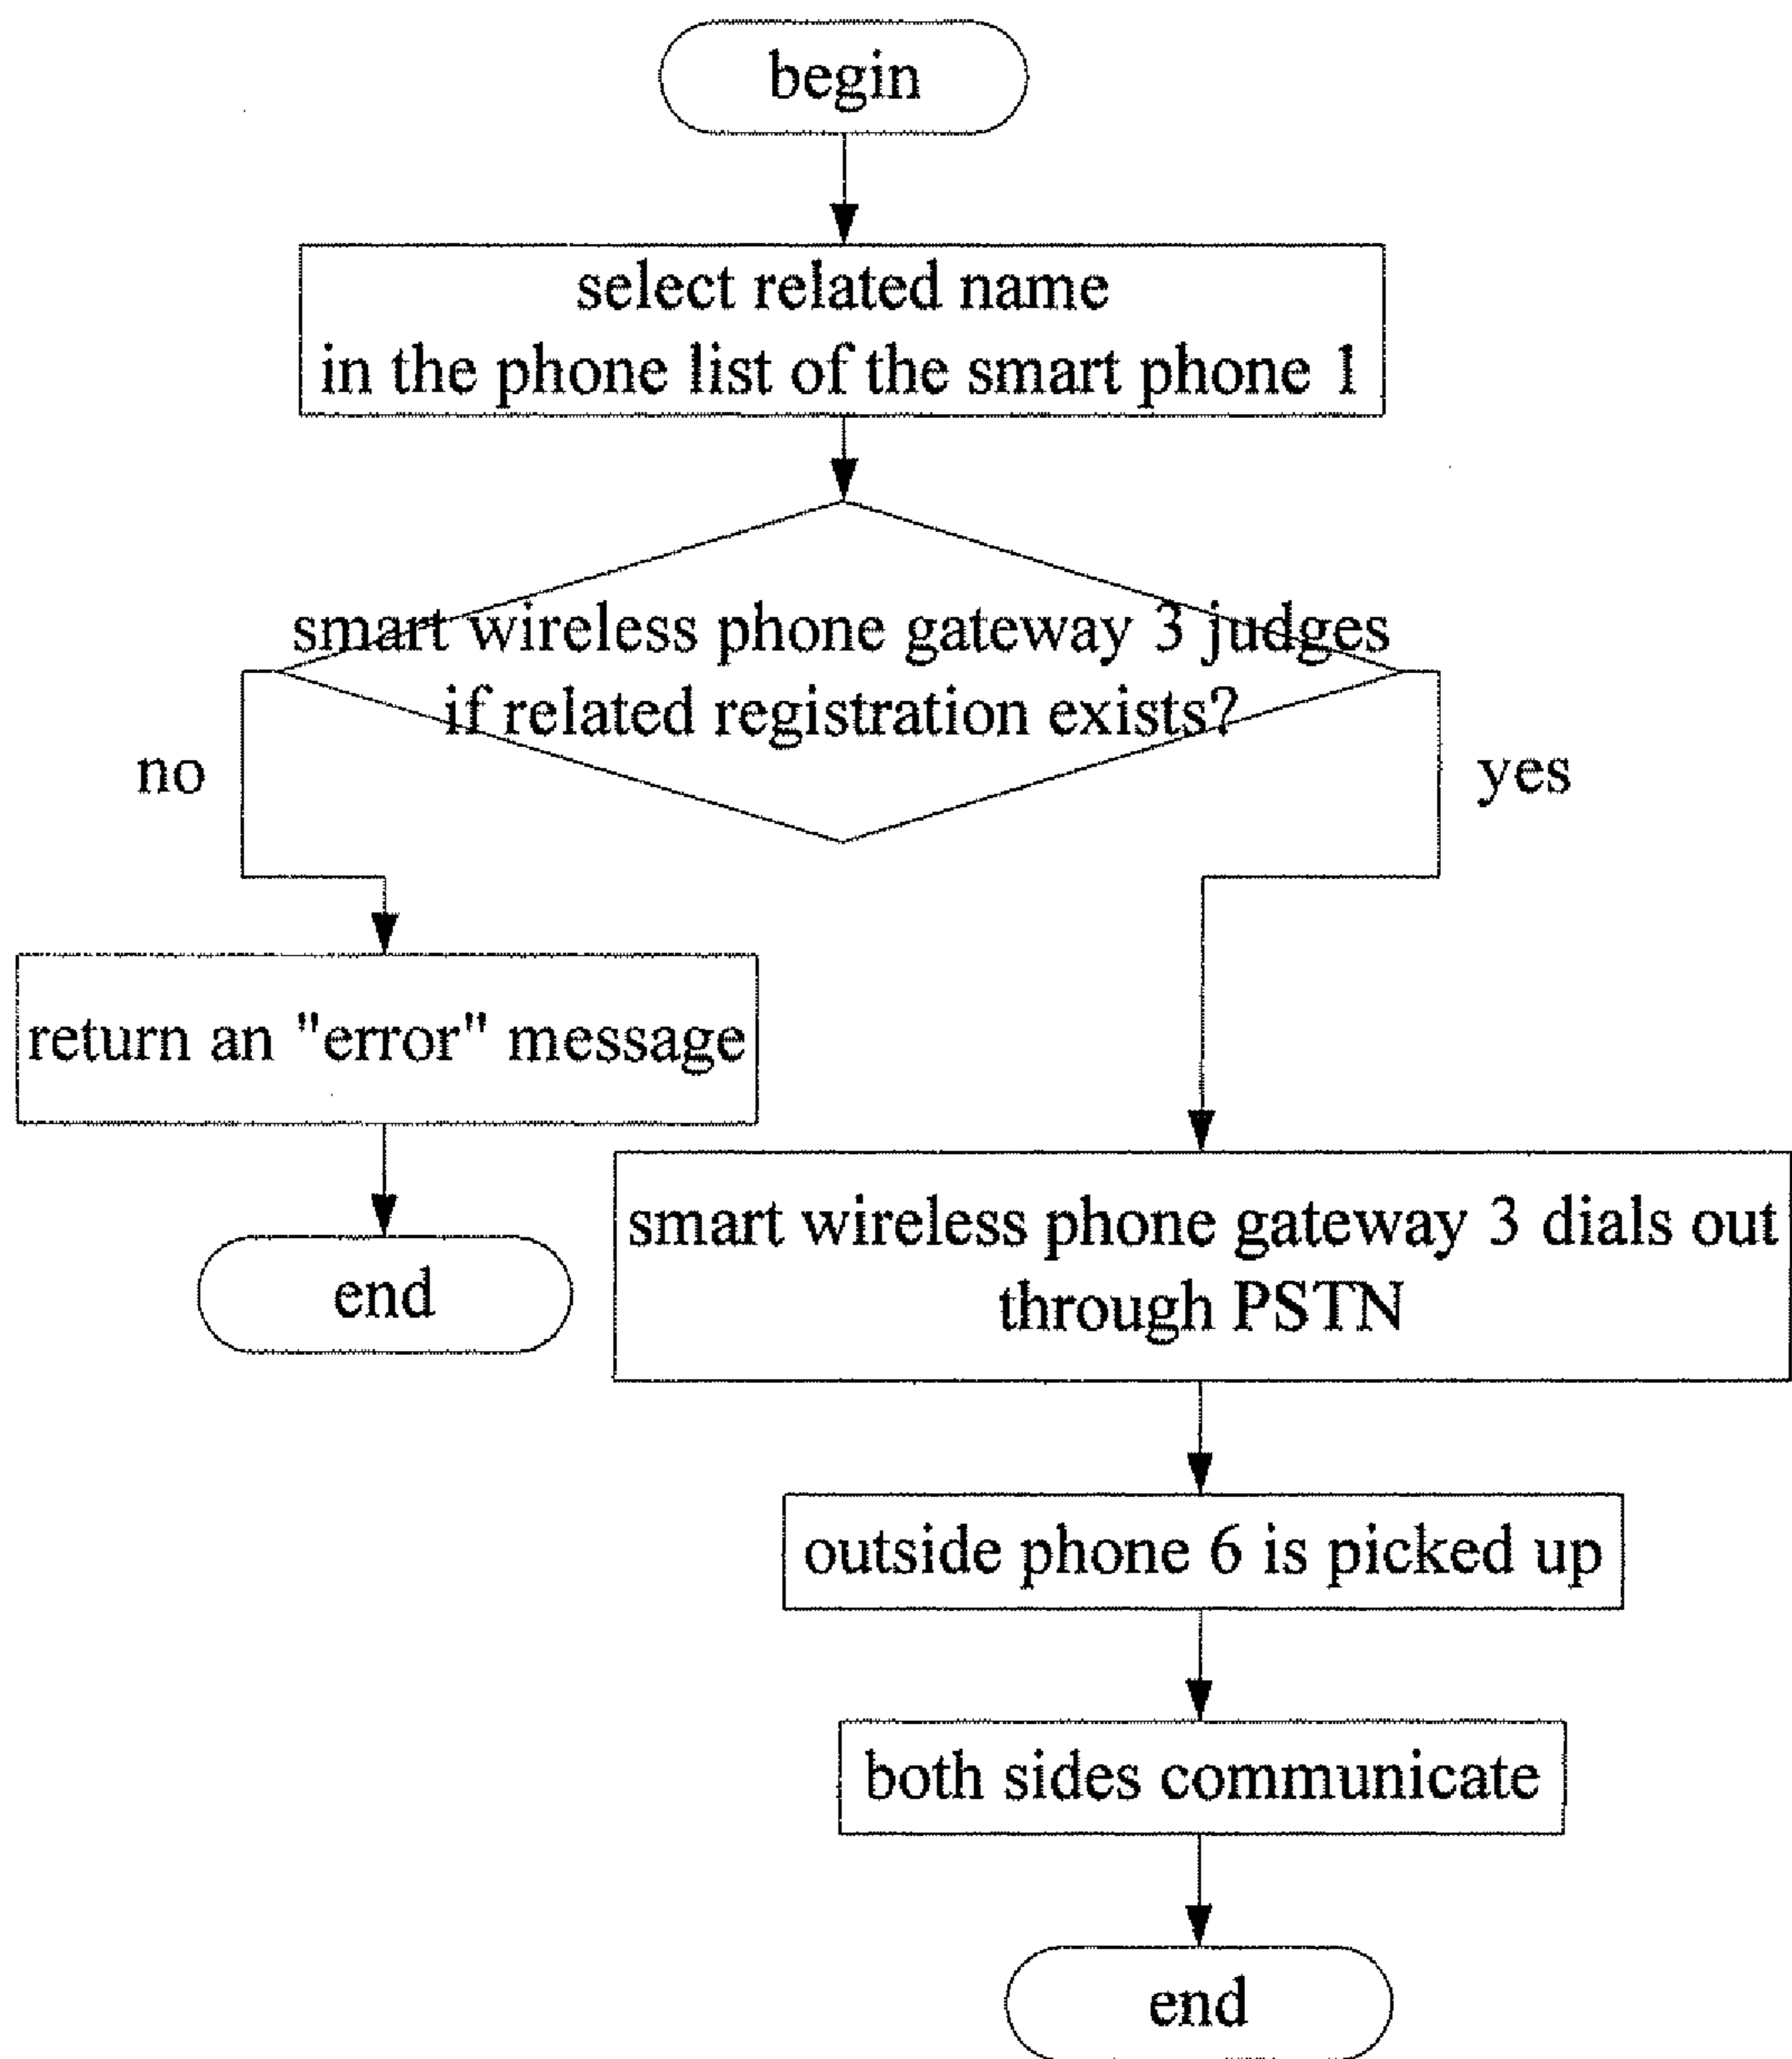 begin
select related name
in the phone list of the smart phone 1
smart wireless phone gateway 3 judges
if related registration exists?
no
yes
return an "error" message
end
smart wireless phone gateway 3 dials out
through PSTN
outside phone 6 is picked up
both sides communicate
end